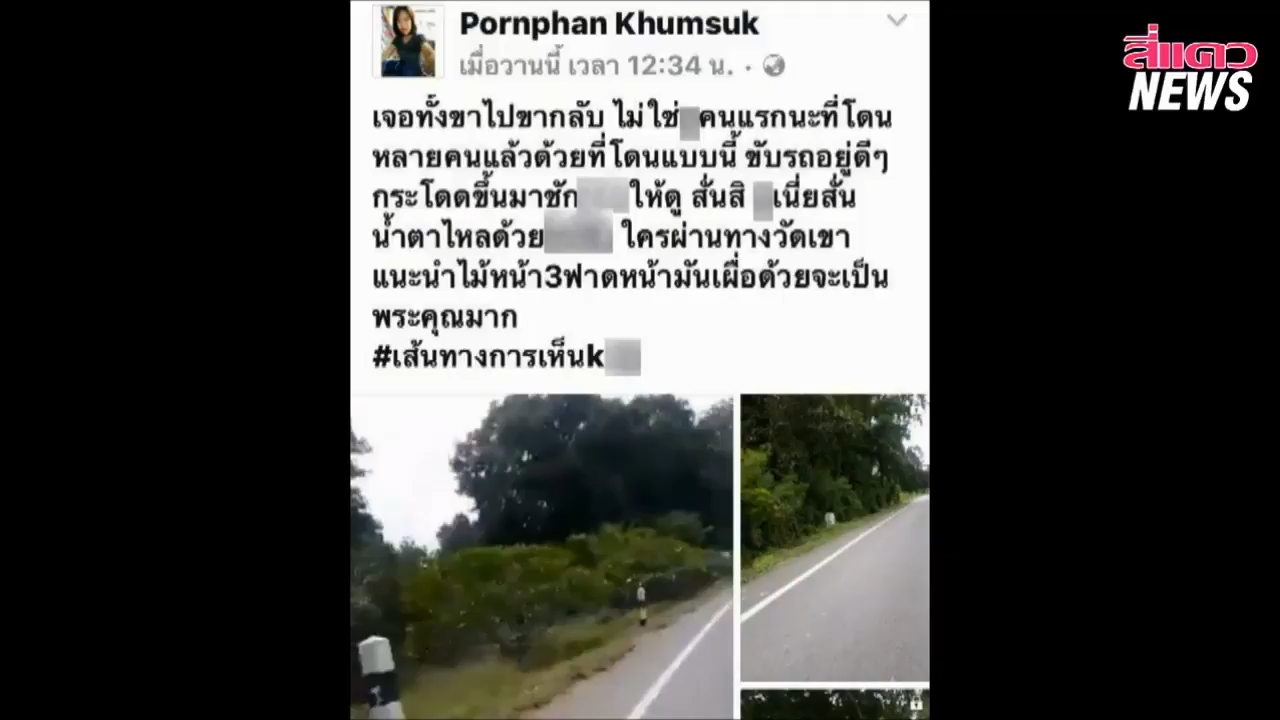 Pornphan Khumsuk
เมื่อวานนี้ เวลา 12:34 น. ·
สี่แควNEWS
เจอทั้งขาไปขากลับ ไม่ใช่ คนแรกนะที่โดน
หลายคนแล้วด้วยที่โดนแบบนี้ ขับรถอยู่ดีๆ
กระโดดขึ้นมาชัก ให้ดู สั่นสิ เนี่ยสั่น
น้ำตาไหลด้วย ใครผ่านทางวัดเขา
แนะนำไม้หน้า3ฟาดหน้ามันเผื่อด้วยจะเป็น
พระคุณมาก
#เส้นทางการเห็นk